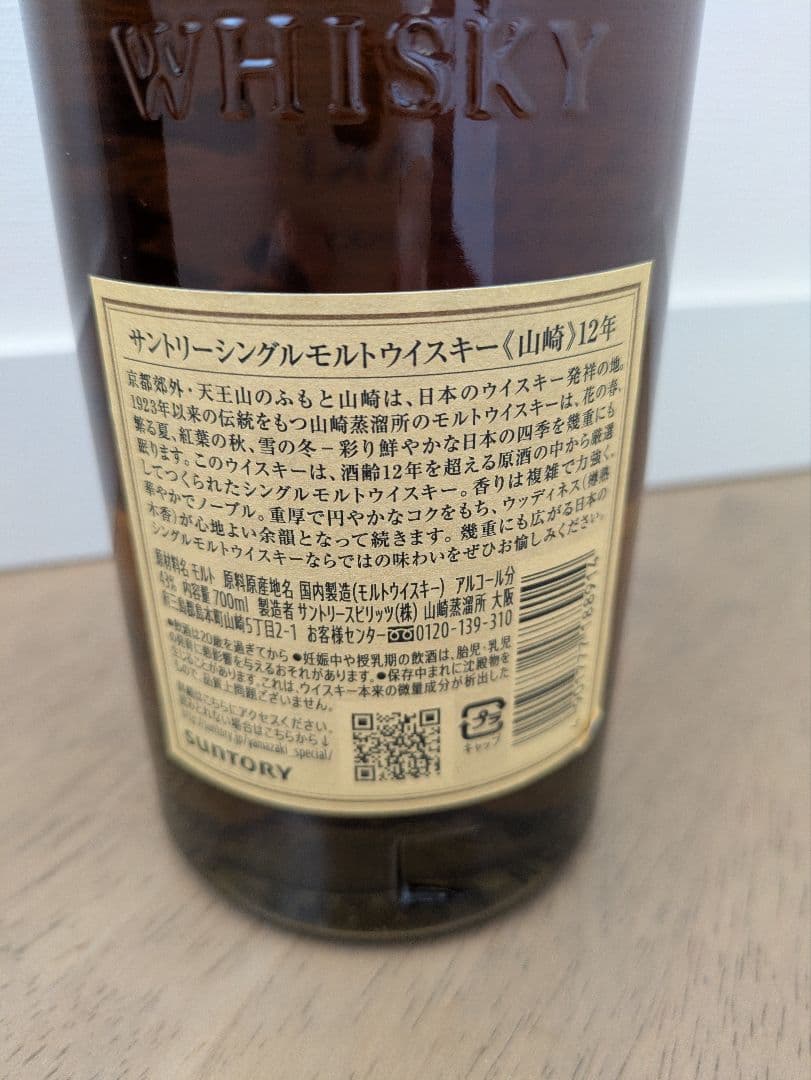 WHISKY
サントリーシングルモルトウイスキー《山崎》12年
京都郊外・天王山のふもと山崎は、日本のウイスキー発祥の地。
1923年以来の伝統をもつ山崎蒸溜所のモルトウイスキーは、花の春、
繁る夏、紅葉の秋、雪の冬−彩り鮮やかな日本の四季を幾重にも
眠ります。このウイスキーは、酒齢12年を超える原酒の中から厳選
してつくられたシングルモルトウイスキー。香りは複雑で力強く、
華やかでノーブル。重厚で円やかなコクをもち、ウッディネス(樽熟
木香)が心地よい余韻となって続きます。幾重にも広がる日本の
シングルモルトウイスキーならではの味わいをぜひお愉しみください。
原材料名 モルト 原料原産地名 国内製造(モルトウイスキー) アルコール分
43% 内容量 700ml 製造者 サントリースピリッツ(株) 山崎蒸溜所 大阪
府三島郡島本町山崎5丁目2-1 お客様センター 0120-139-310
●飲酒は20歳を過ぎてから ●妊娠中や授乳期の飲酒は、胎児・乳児
の発育に悪影響を与えるおそれがあります。●保存中まれに沈殿物を
生じることがあります。これは、ウイスキー本来の微量成分が析出した
もので、品質上問題ございません。
詳細はこちらにアクセスください。
読みとれない場合はこちらから↓
http://suntory.jp/yamazaki_special/
SUNTORY
プラ
キャップ